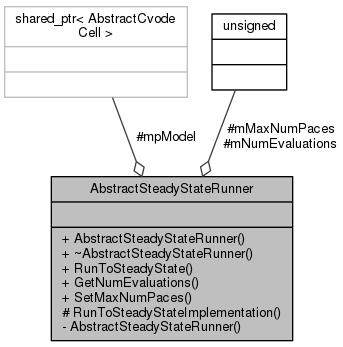 shared_ptr< AbstractCvode
Cell >
unsigned
#mpModel
#mMaxNumPaces
#mNumEvaluations
AbstractSteadyStateRunner
+ AbstractSteadyStateRunner()
+ ~AbstractSteadyStateRunner()
+ RunToSteadyState()
+ GetNumEvaluations()
+ SetMaxNumPaces()
# RunToSteadyStateImplementation()
- AbstractSteadyStateRunner()